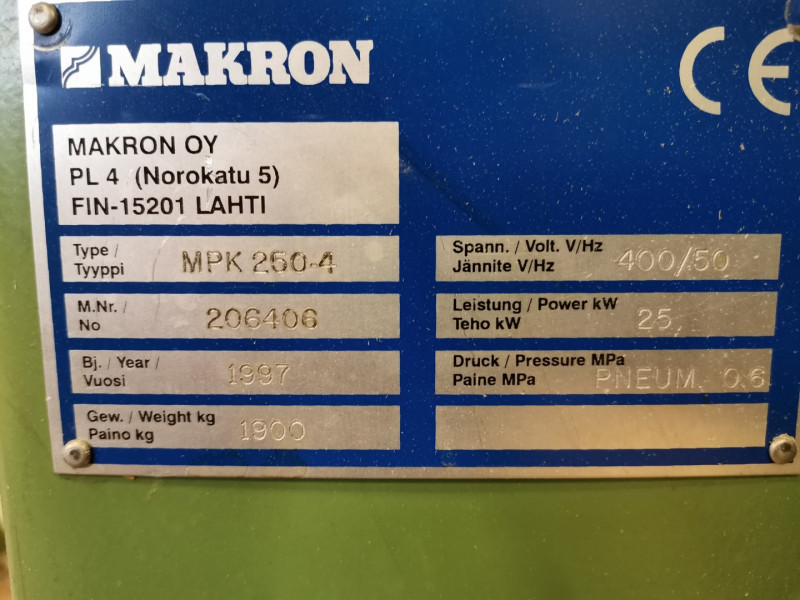 MAKRON
CE
MAKRON OY
PL 4 (Norokatu 5)
FIN-15201 LAHTI
Type /
Tyyppi
MPK 260-4
M.Nr. /
No
206406
Bj. / Year /
Vuosi
1997
Gew. / Weight kg
Paino kg
1900
Spann. / Volt. V/Hz
Jännite V/Hz
400/50
Leistung / Power kW
Teho kW
25
Druck / Pressure MPa
Paine MPa
PNEUM. 0.6